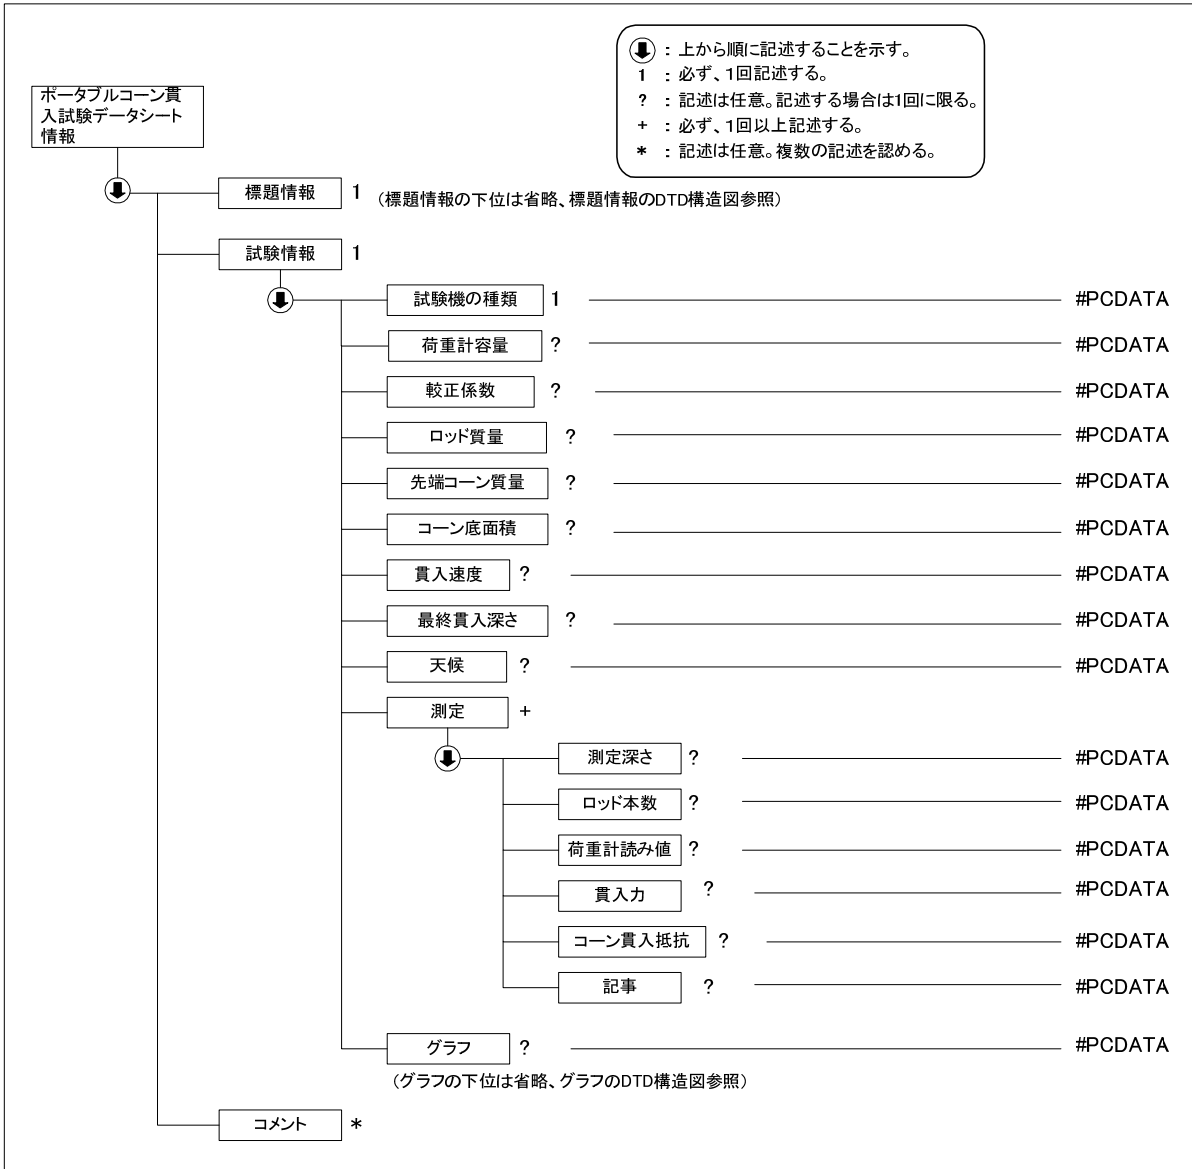 : 上から順に記述することを示す。
1 : 必ず、1回記述する。
? : 記述は任意。記述する場合は1回に限る。
+ : 必ず、1回以上記述する。
* : 記述は任意。複数の記述を認める。
ポータブルコーン貫
入試験データシート
情報
標題情報 1 (標題情報の下位は省略、標題情報のDTD構造図参照)
試験情報 1
試験機の種類 1 #PCDATA
荷重計容量 ? #PCDATA
較正係数 ? #PCDATA
ロッド質量 ? #PCDATA
先端コーン質量 ? #PCDATA
コーン底面積 ? #PCDATA
貫入速度 ? #PCDATA
最終貫入深さ ? #PCDATA
天候 ? #PCDATA
測定 +
測定深さ ? #PCDATA
ロッド本数 ? #PCDATA
荷重計読み値 ? #PCDATA
貫入力 ? #PCDATA
コーン貫入抵抗 ? #PCDATA
記事 ? #PCDATA
グラフ ? #PCDATA
(グラフの下位は省略、グラフのDTD構造図参照)
コメント *